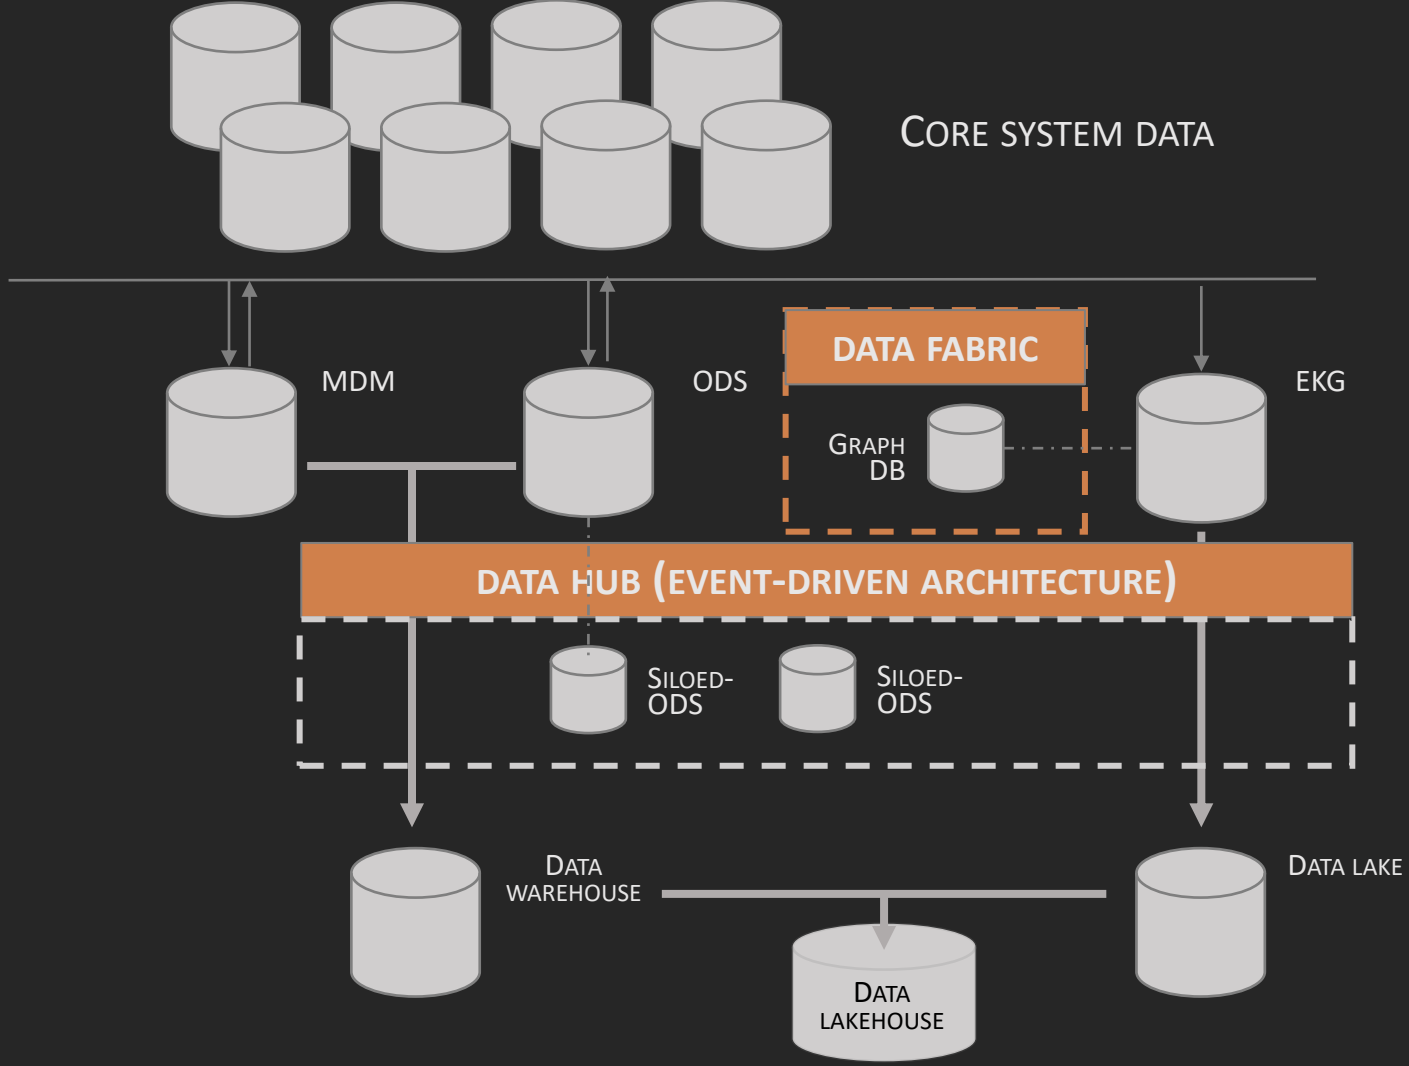 CORE SYSTEM DATA
MDM
ODS
DATA FABRIC
EKG
GRAPH
DB
DATA HUB (EVENT-DRIVEN ARCHITECTURE)
SILOED-
ODS
SILOED-
ODS
DATA
WAREHOUSE
DATA LAKE
DATA
LAKEHOUSE